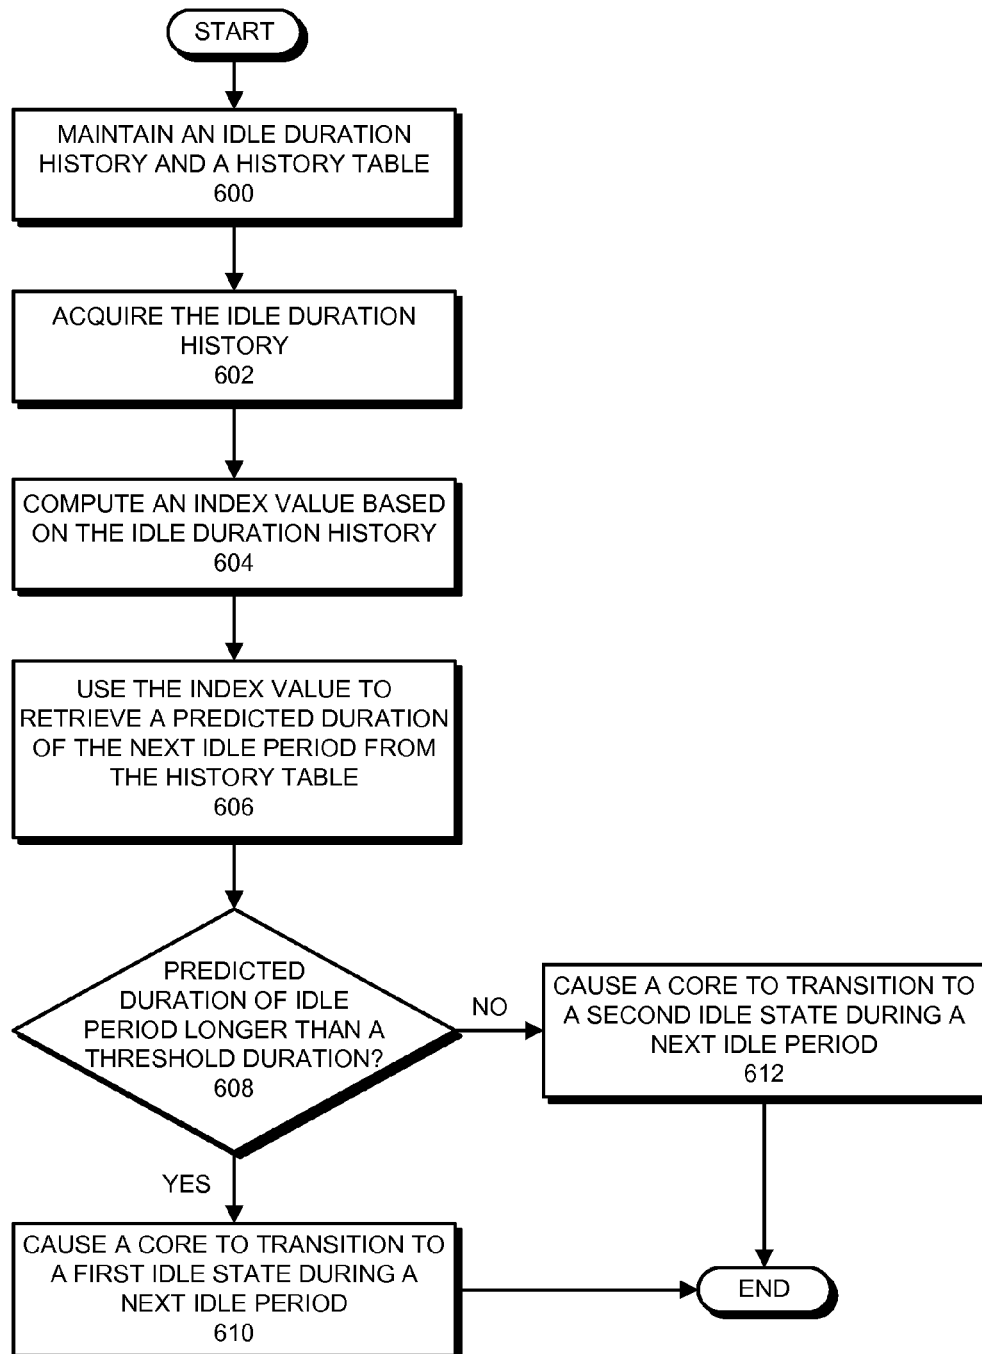 START
MAINTAIN AN IDLE DURATION
HISTORY AND A HISTORY TABLE
600
ACQUIRE THE IDLE DURATION
HISTORY
602
COMPUTE AN INDEX VALUE BASED
ON THE IDLE DURATION HISTORY
604
USE THE INDEX VALUE TO
RETRIEVE A PREDICTED DURATION
OF THE NEXT IDLE PERIOD FROM
THE HISTORY TABLE
606
PREDICTED
DURATION OF IDLE
PERIOD LONGER THAN A
THRESHOLD DURATION?
608
NO
CAUSE A CORE TO TRANSITION TO
A SECOND IDLE STATE DURING A
NEXT IDLE PERIOD
612
YES
CAUSE A CORE TO TRANSITION TO
A FIRST IDLE STATE DURING A
NEXT IDLE PERIOD
610
END